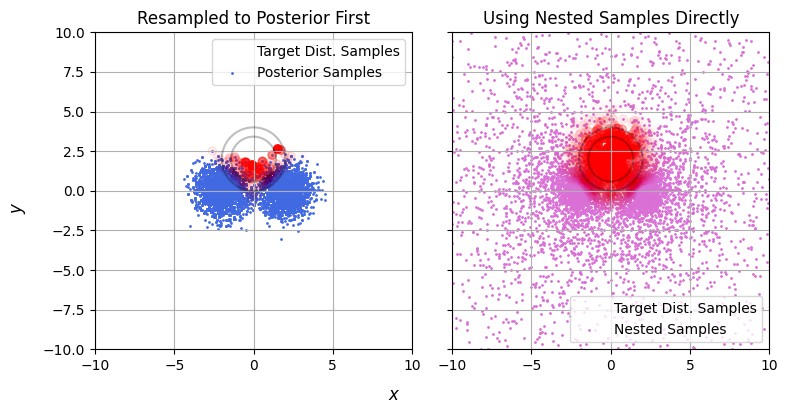 Resampled to Posterior First
Using Nested Samples Directly
Target Dist. Samples
Posterior Samples
10.0
7.5
5.0
2.5
0.0
−2.5
−5.0
−7.5
−10.0
y
−10
−5
0
5
10
Target Dist. Samples
Nested Samples
−10
−5
0
5
10
x